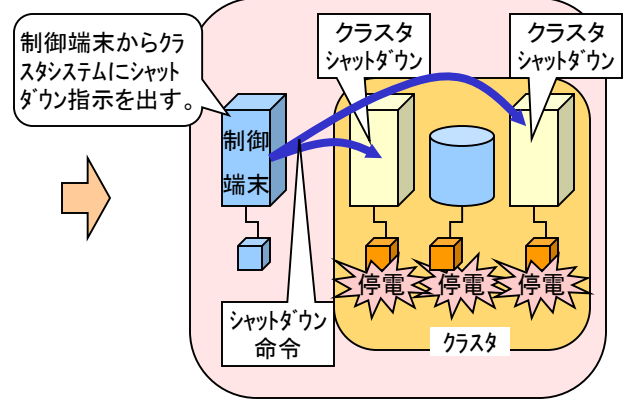 制御端末からｸﾗ
ｽﾀｼｽﾃﾑにｼｬｯﾄ
ﾀﾞｳﾝ指示を出す。
クラスタ
ｼｬｯﾄﾀﾞｳﾝ
クラスタ
ｼｬｯﾄﾀﾞｳﾝ
制御
端末
停電
停電
停電
ｼｬｯﾄﾀﾞｳﾝ
命令
ｸﾗｽﾀ